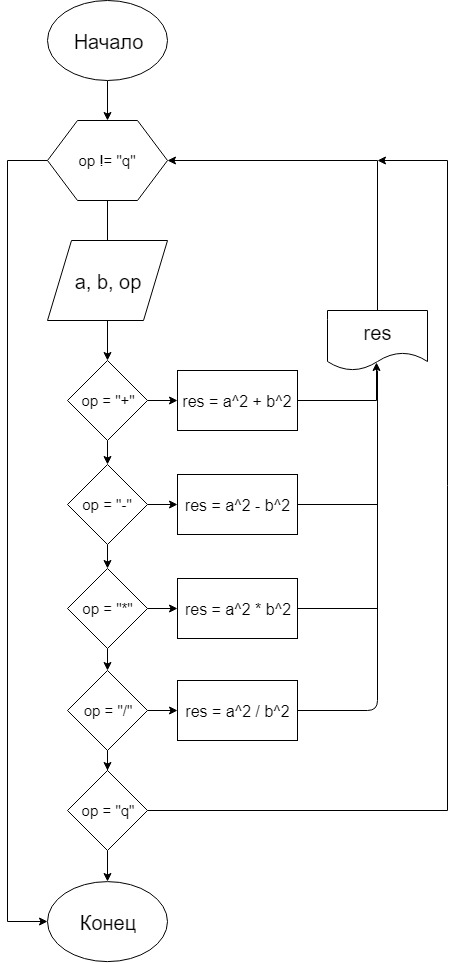 Начало
op != "q"
a, b, op
res
op = "+"
res = a^2 + b^2
op = "-"
res = a^2 - b^2
op = "*"
res = a^2 * b^2
op = "/"
res = a^2 / b^2
op = "q"
Конец